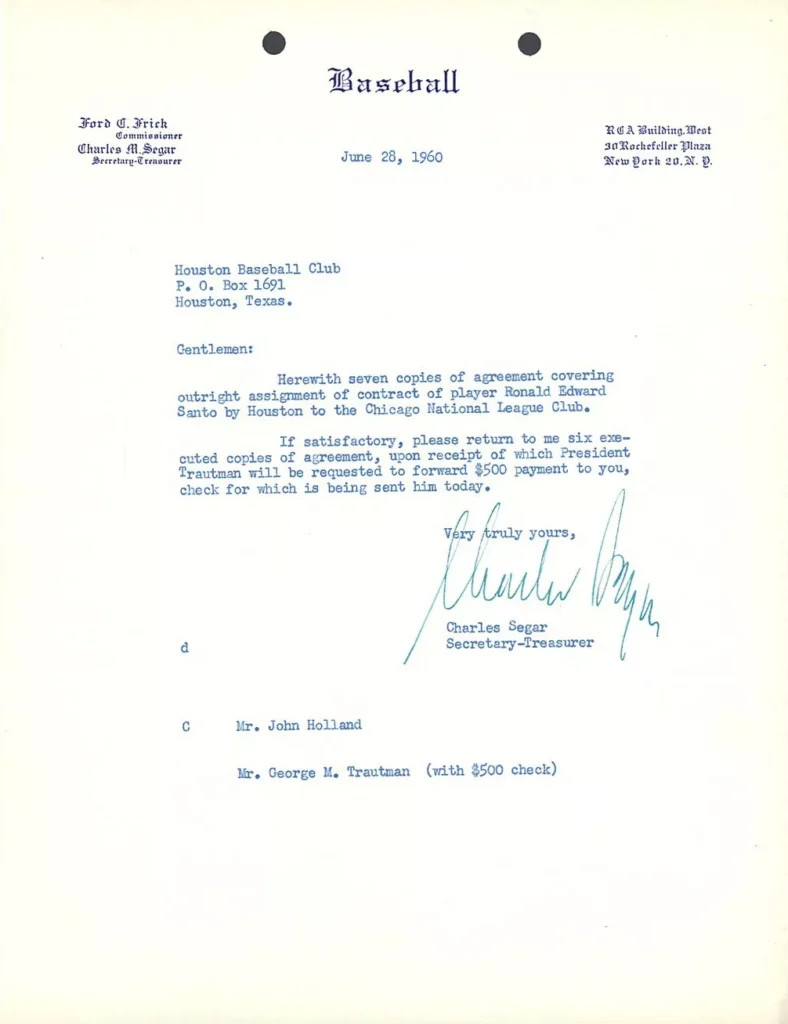 Baseball
Ford C. Frick
Commissioner
Charles M. Segar
Secretary-Treasurer
RCA Building, West
30 Rockefeller Plaza
New York 20, N. Y.
June 28, 1960
Houston Baseball Club
P. O. Box 1691
Houston, Texas.
Gentlemen:
Herewith seven copies of agreement covering
outright assignment of contract of player Ronald Edward
Santo by Houston to the Chicago National League Club.
If satisfactory, please return to me six exe-
cuted copies of agreement, upon receipt of which President
Trautman will be requested to forward $500 payment to you,
check for which is being sent him today.
Very truly yours,
Charles Segar
Charles Segar
Secretary-Treasurer
d
C Mr. John Holland
Mr. George M. Trautman (with $500 check)